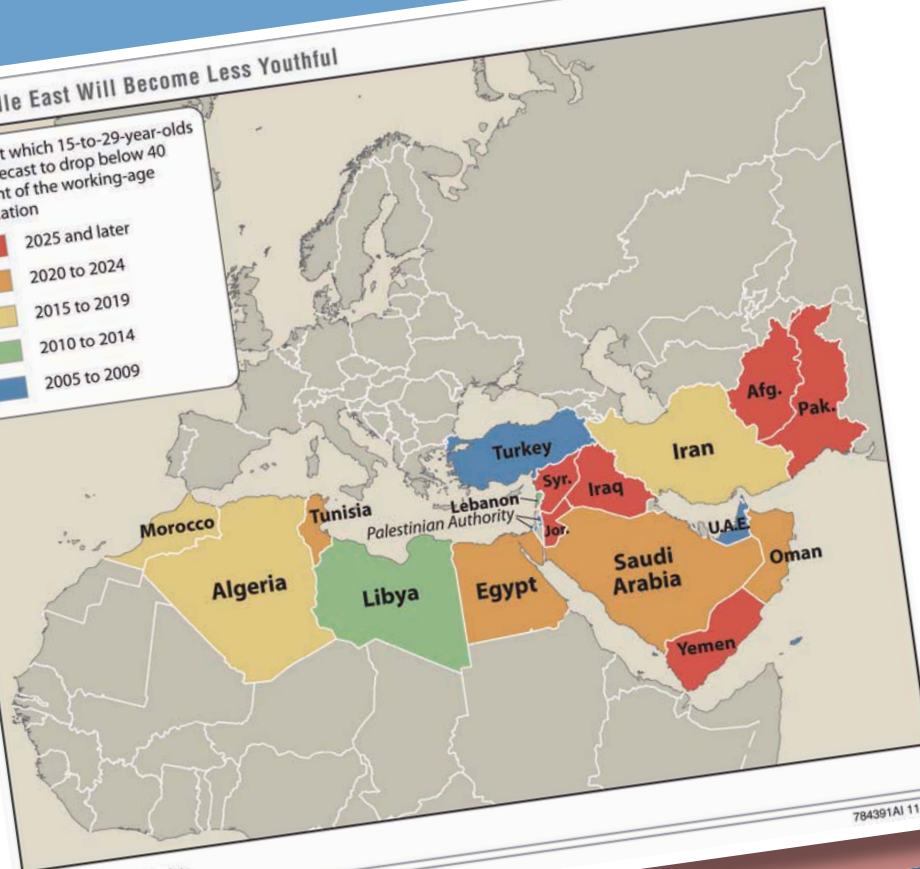 dle East Will Become Less Youthful
t which 15-to-29-year-olds
ecast to drop below 40
nt of the working-age
ation
2025 and later
2020 to 2024
2015 to 2019
2010 to 2014
2005 to 2009
Afg.
Pak.
Turkey
Iran
Syr.
Iraq
Lebanon
Palestinian Authority
Jor.
U.A.E.
Morocco
Tunisia
Algeria
Libya
Egypt
Saudi
Arabia
Oman
Yemen
784391AI 11